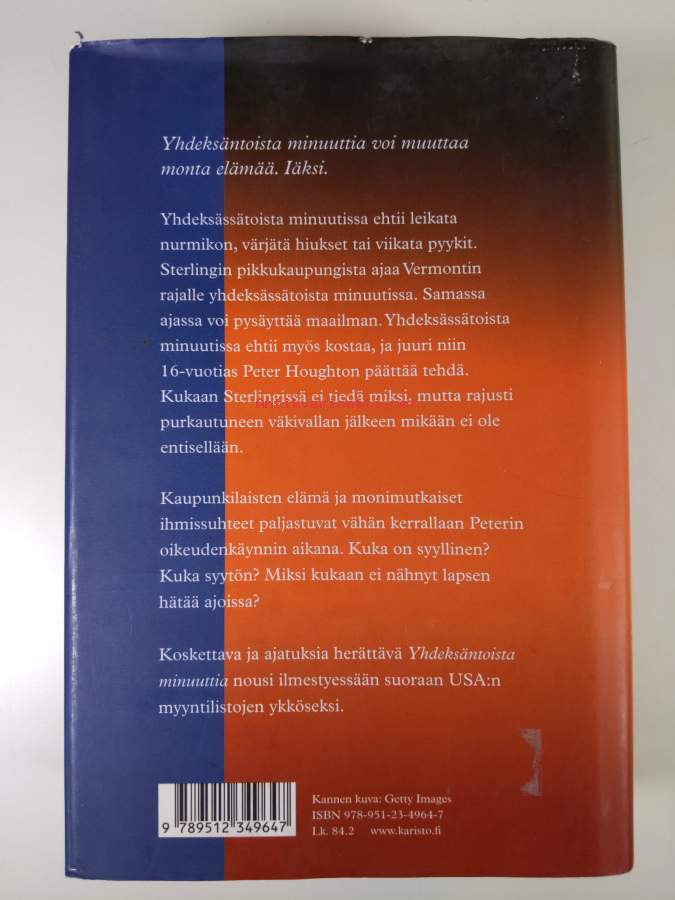 Yhdeksäntoista minuuttia voi muuttaa
monta elämää. Iäksi.
Yhdeksässätoista minuutissa ehtii leikata
nurmikon, värjätä hiukset tai viikata pyykit.
Sterlingin pikkukaupungista ajaa Vermontin
rajalle yhdeksässätoista minuutissa. Samassa
ajassa voi pysäyttää maailman. Yhdeksässätoista
minuutissa ehtii myös kostaa, ja juuri niin
16-vuotias Peter Houghton päättää tehdä.
Kukaan Sterlingissä ei tiedä miksi, mutta rajusti
purkautuneen väkivallan jälkeen mikään ei ole
entisellään.
Kaupunkilaisten elämä ja monimutkaiset
ihmissuhteet paljastuvat vähän kerrallaan Peterin
oikeudenkäynnin aikana. Kuka on syyllinen?
Kuka syytön? Miksi kukaan ei nähnyt lapsen
hätää ajoissa?
Koskettava ja ajatuksia herättävä Yhdeksäntoista
minuuttia nousi ilmestyessään suoraan USA:n
myyntilistojen ykköseksi.
Kannen kuva: Getty Images
ISBN 978-951-23-4964-7
Lk. 84.2 www.karisto.fi
9 789512 349647